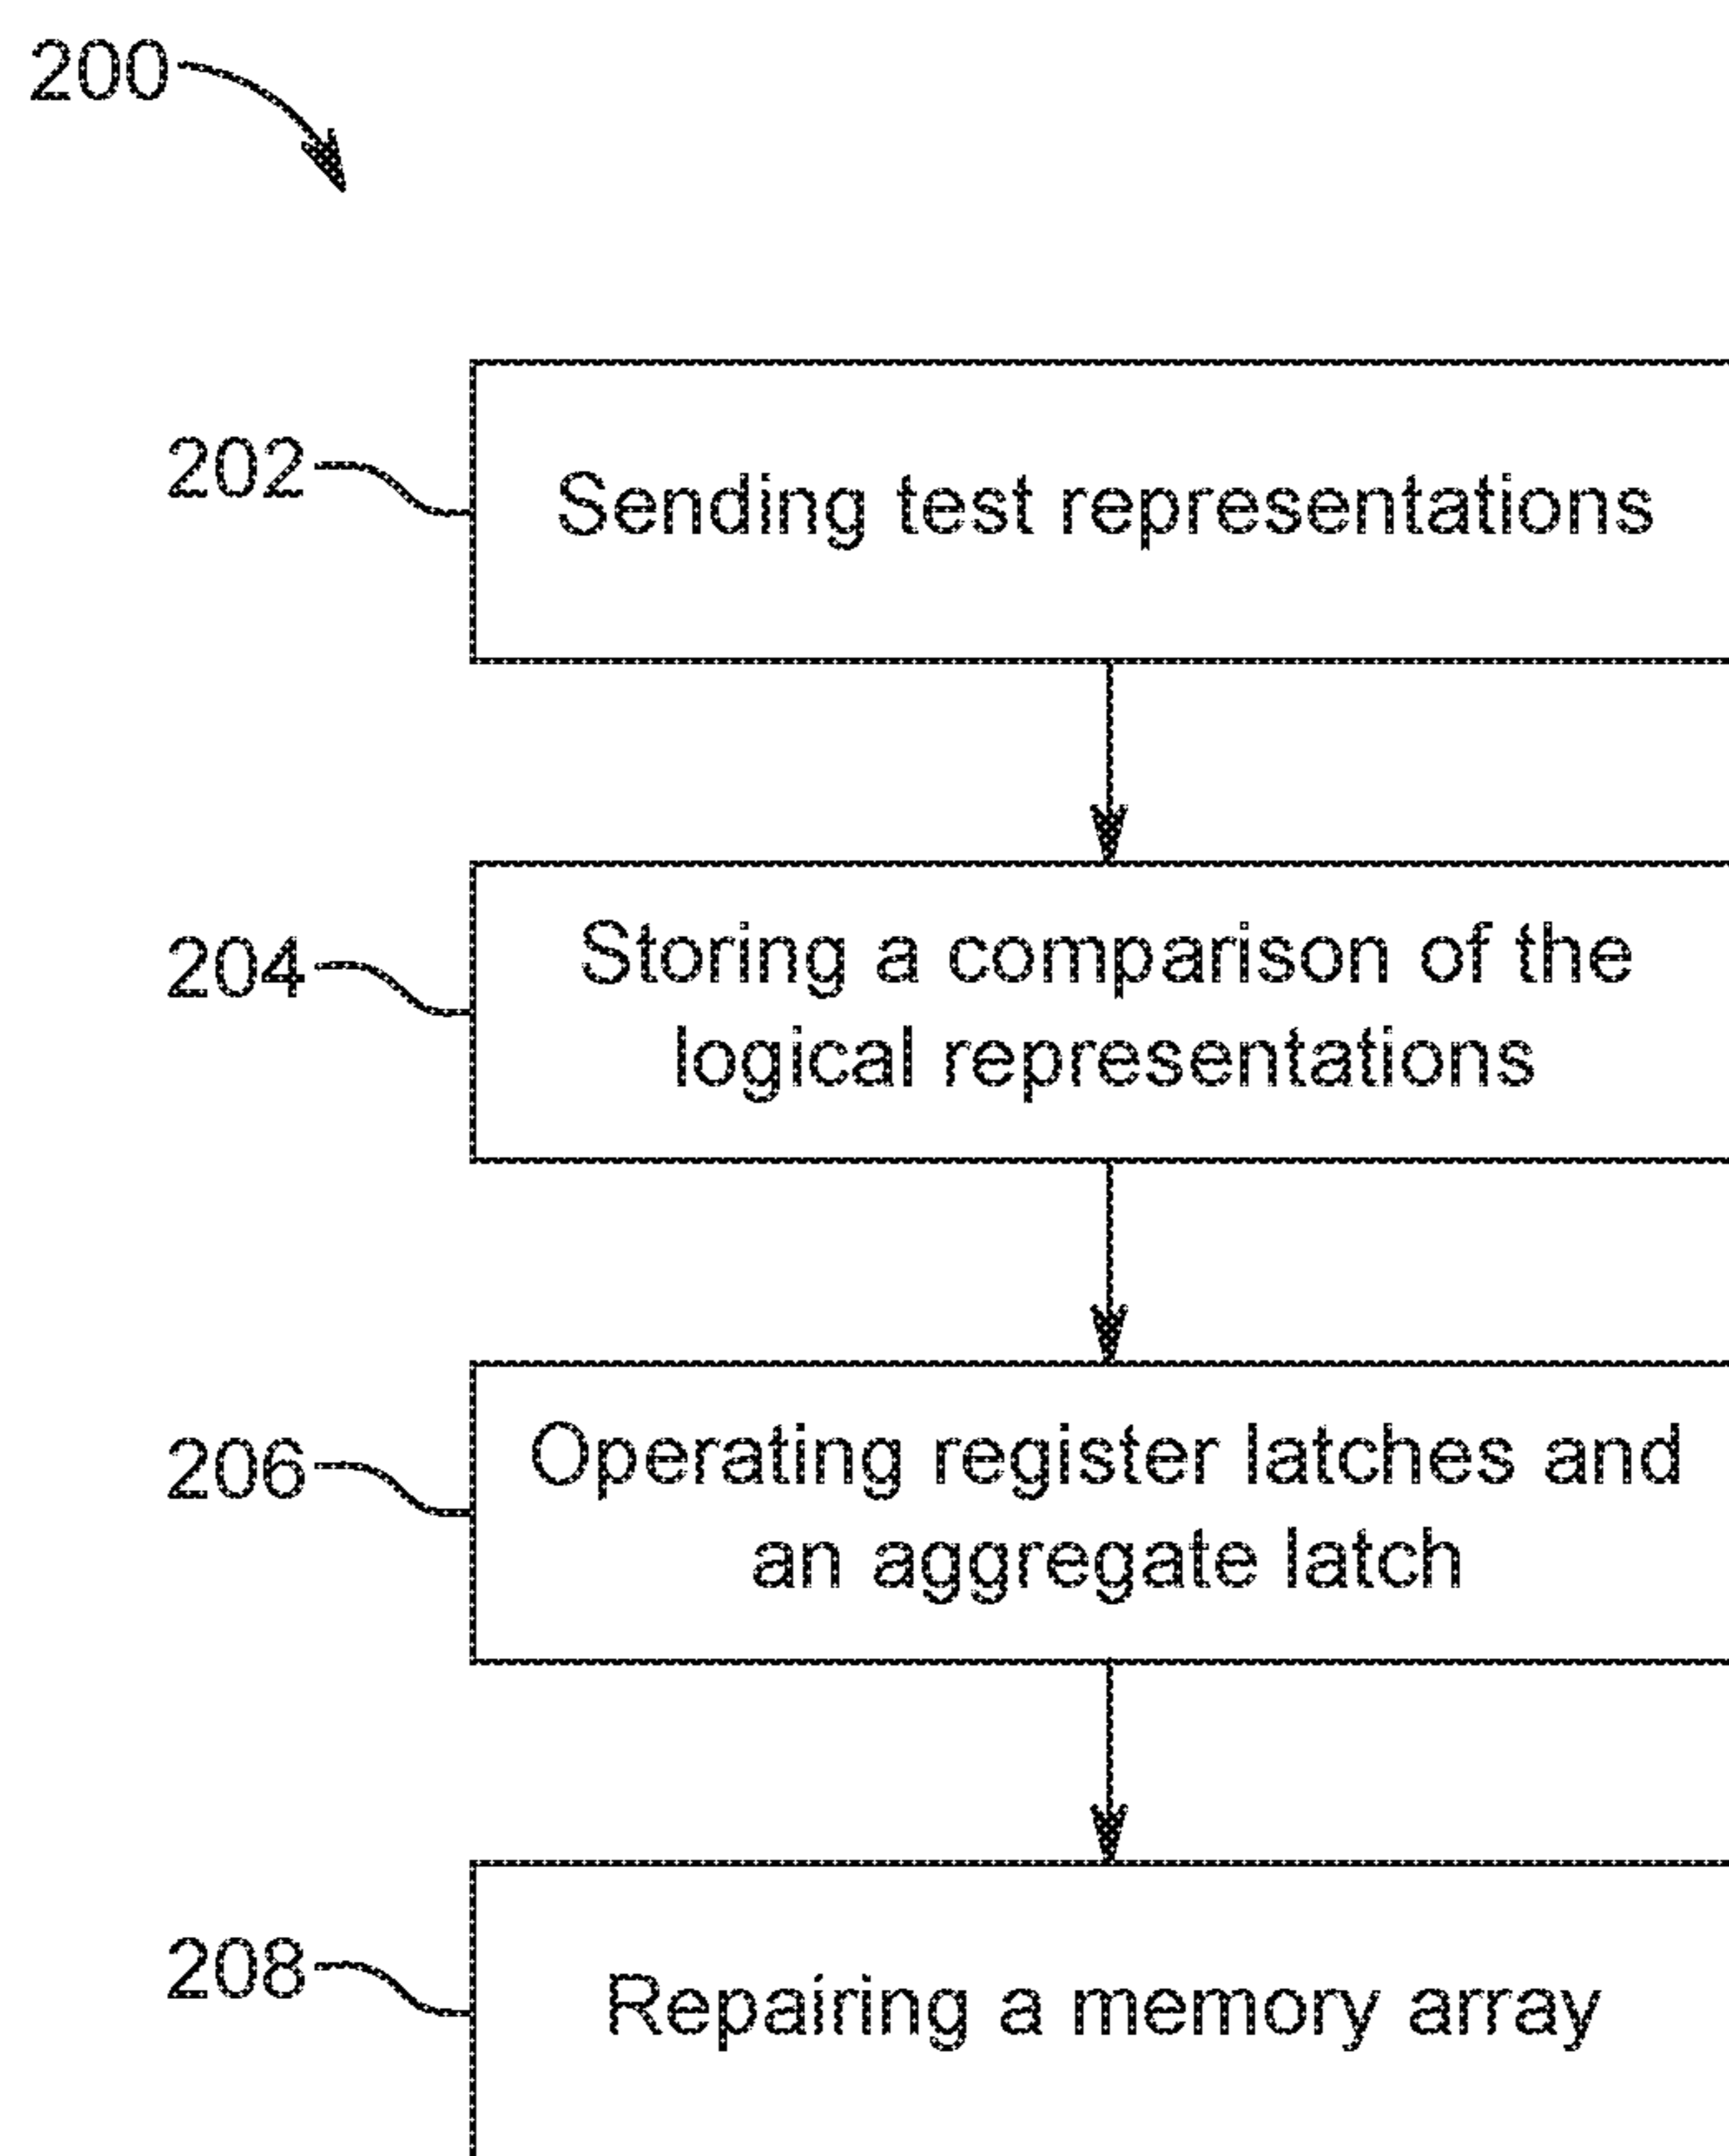 200
202
Sending test representations
204
Storing a comparison of the
logical representations
206
Operating register latches and
an aggregate latch
208
Repairing a memory array